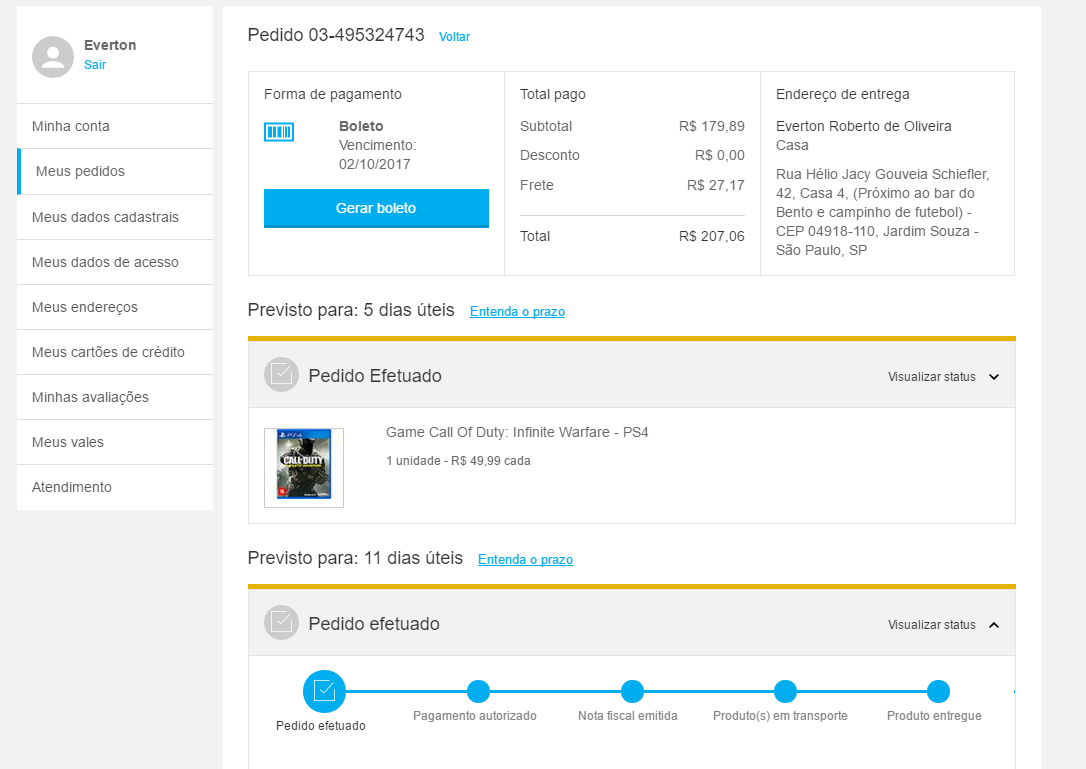 Everton
Sair
Minha conta
Meus pedidos
Meus dados cadastrais
Meus dados de acesso
Meus endereços
Meus cartões de crédito
Minhas avaliações
Meus vales
Atendimento
Pedido 03-495324743 Voltar
Forma de pagamento
Boleto
Vencimento:
02/10/2017
Gerar boleto
Total pago
Subtotal R$ 179,89
Desconto R$ 0,00
Frete R$ 27,17
Total R$ 207,06
Endereço de entrega
Everton Roberto de Oliveira
Casa
Rua Hélio Jacy Gouveia Schiefler,
42, Casa 4, (Próximo ao bar do
Bento e campinho de futebol) -
CEP 04918-110, Jardim Souza -
São Paulo, SP
Previsto para: 5 dias úteis Entenda o prazo
Pedido Efetuado Visualizar status
PS4
CALL OF DUTY
Game Call Of Duty: Infinite Warfare - PS4
1 unidade - R$ 49,99 cada
Previsto para: 11 dias úteis Entenda o prazo
Pedido efetuado Visualizar status
Pedido efetuado
Pagamento autorizado
Nota fiscal emitida
Produto(s) em transporte
Produto entregue